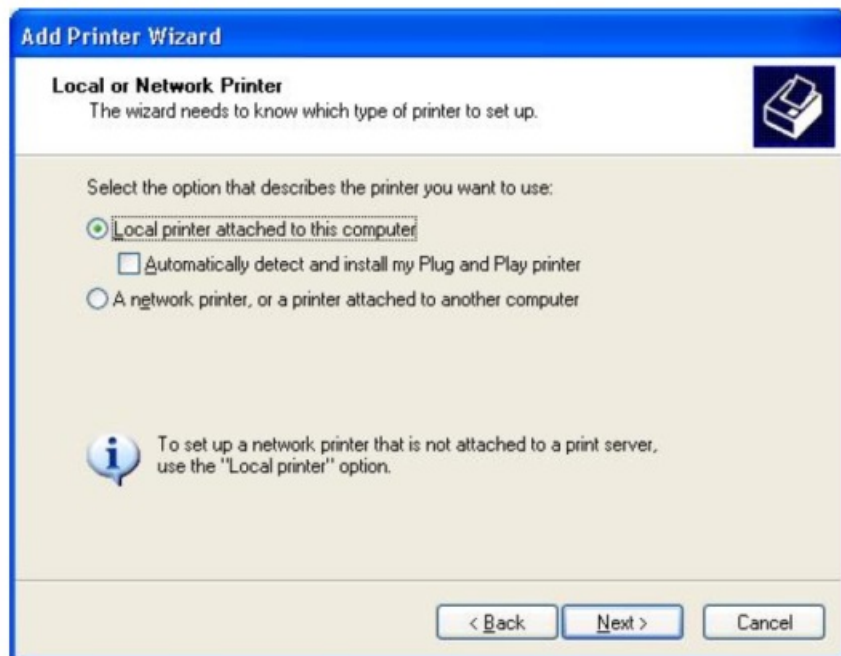 Add Printer Wizard
Local or Network Printer
The wizard needs to know which type of printer to set up.
Select the option that describes the printer you want to use:
Local printer attached to this computer
Automatically detect and install my Plug and Play printer
A network printer, or a printer attached to another computer
To set up a network printer that is not attached to a print server,
use the "Local printer" option.
< Back Next > Cancel